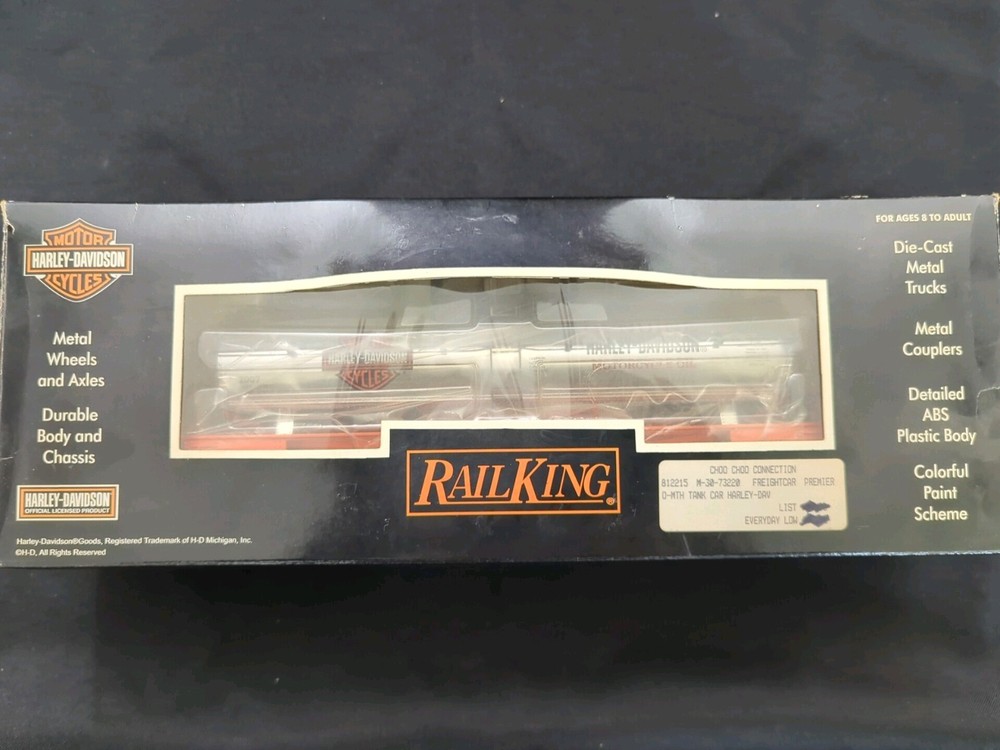 MOTOR
HARLEY-DAVIDSON
CYCLES
Metal
Wheels
and Axles
Durable
Body and
Chassis
HARLEY-DAVIDSON
OFFICIAL LICENSED PRODUCT
Harley-Davidson®Goods, Registered Trademark of H-D Michigan, Inc.
©H-D, All Rights Reserved
HARLEY-DAVIDSON
CYCLES
HARLEY-DAVIDSON
MOTORCYCLE OIL
RAILKING®
CHOO CHOO CONNECTION
812215 M-30-73220 FREIGHTCAR PREMIER
O-MTH TANK CAR HARLEY-DAV
LIST
EVERYDAY LOW
FOR AGES 8 TO ADULT
Die-Cast
Metal
Trucks
Metal
Couplers
Detailed
ABS
Plastic Body
Colorful
Paint
Scheme